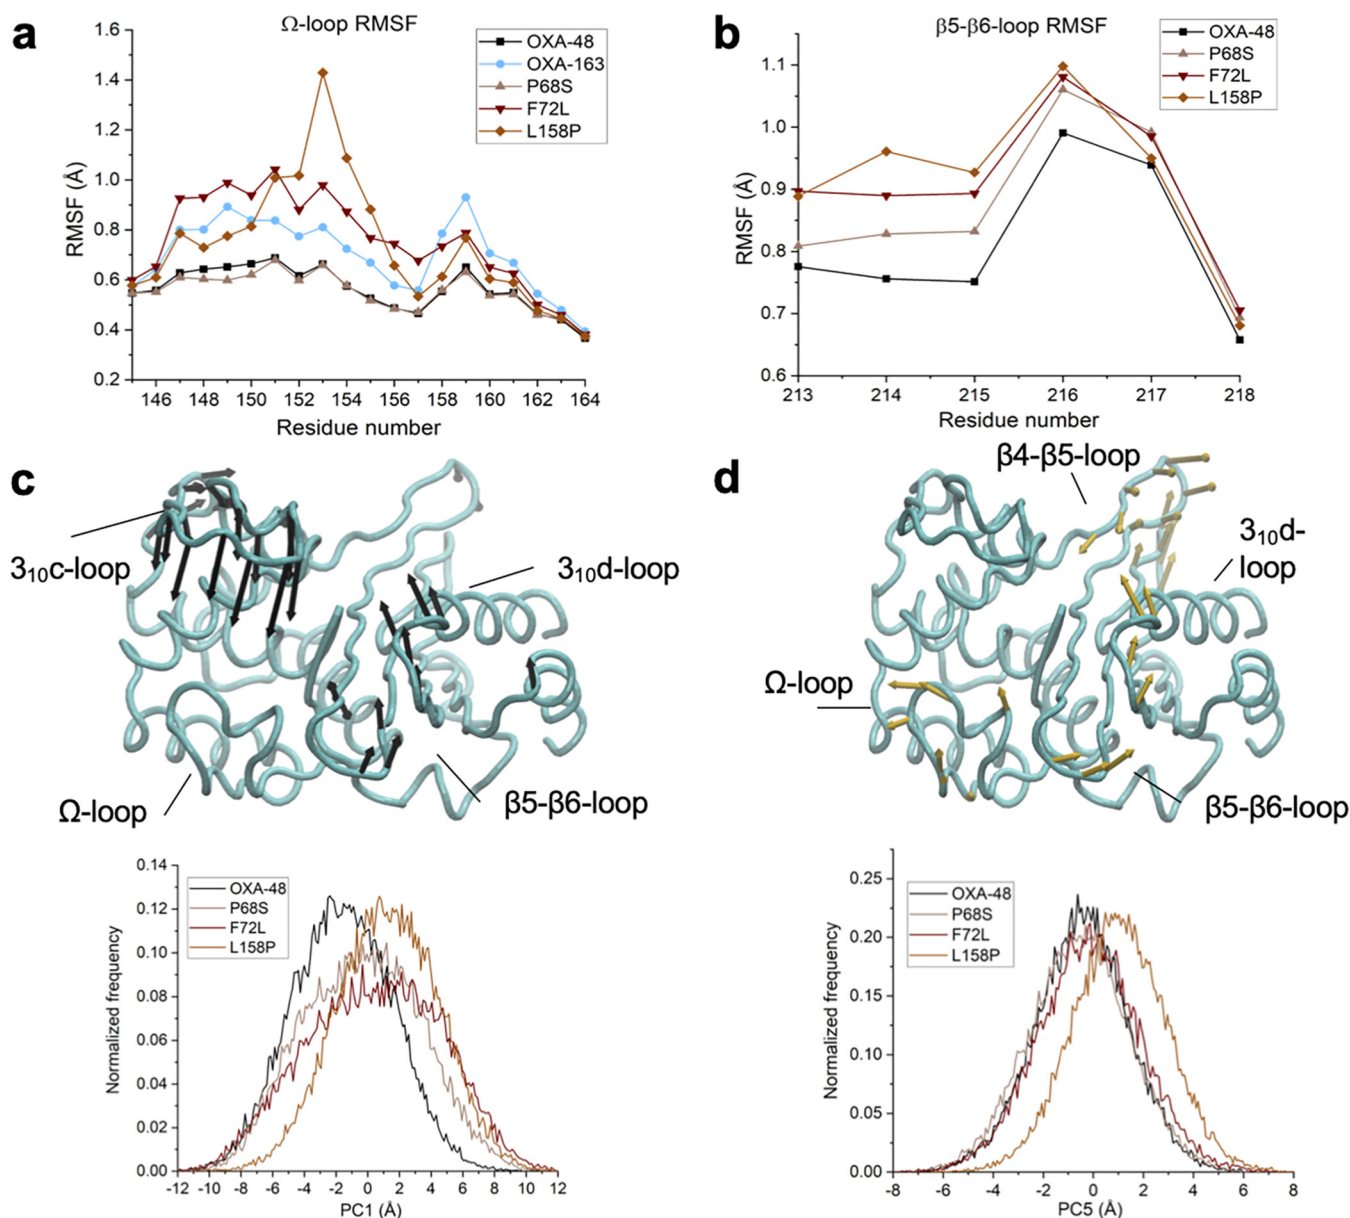 a
Ω-loop RMSF
OXA-48
OXA-163
P68S
F72L
L158P
RMSF (Å)
1.6
1.4
1.2
1.0
0.8
0.6
0.4
0.2
146 148 150 152 154 156 158 160 162 164
Residue number
b
β5-β6-loop RMSF
OXA-48
P68S
F72L
L158P
RMSF (Å)
1.1
1.0
0.9
0.8
0.7
0.6
213 214 215 216 217 218
Residue number
c
3₁₀c-loop
3₁₀d-loop
Ω-loop
β5-β6-loop
d
β4-β5-loop
3₁₀d-
loop
Ω-loop
β5-β6-loop
OXA-48
P68S
F72L
L158P
Normalized frequency
0.14
0.12
0.10
0.08
0.06
0.04
0.02
0.00
-12 -10 -8 -6 -4 -2 0 2 4 6 8 10 12
PC1 (Å)
OXA-48
P68S
F72L
L158P
Normalized frequency
0.25
0.20
0.15
0.10
0.05
0.00
-8 -6 -4 -2 0 2 4 6 8
PC5 (Å)